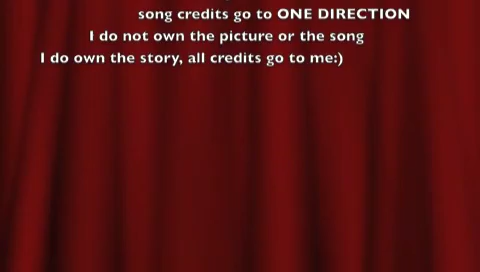 song credits go to ONE DIRECTION
I do not own the picture or the song
I do own the story, all credits go to me:)